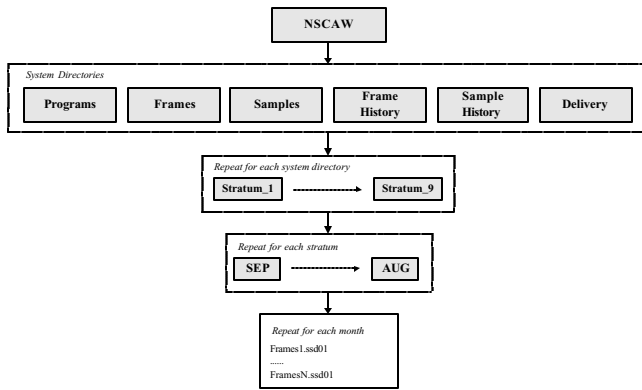 NSCAW
System Directories
Programs
Frames
Samples
Frame
History
Sample
History
Delivery
Repeat for each system directory
Stratum_1
Stratum_9
Repeat for each stratum
SEP
AUG
Repeat for each month
Frames1.ssd01
......
FramesN.ssd01